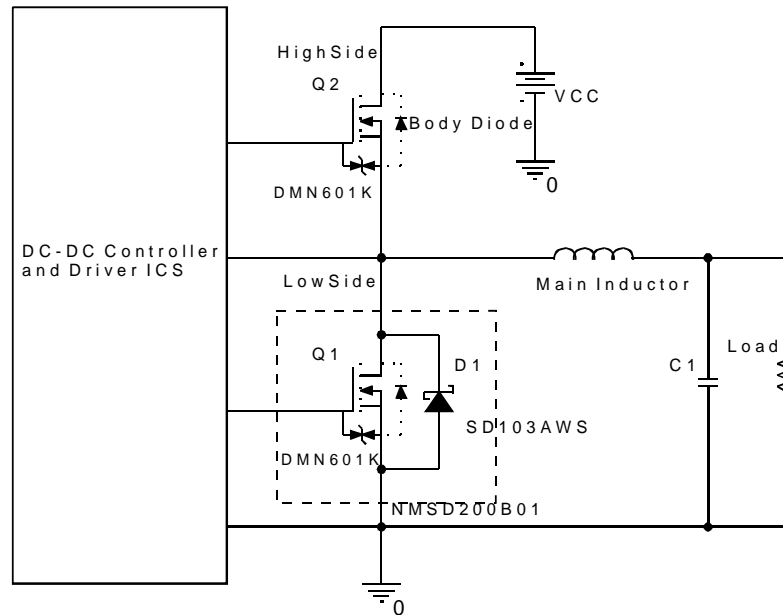 HighSide
Q2
VCC
Body Diode
0
DMN601K
DC-DC Controller
and Driver ICS
LowSide
Main Inductor
Q1
D1
C1
Load
SD103AWS
DMN601K
NMSD200B01
0